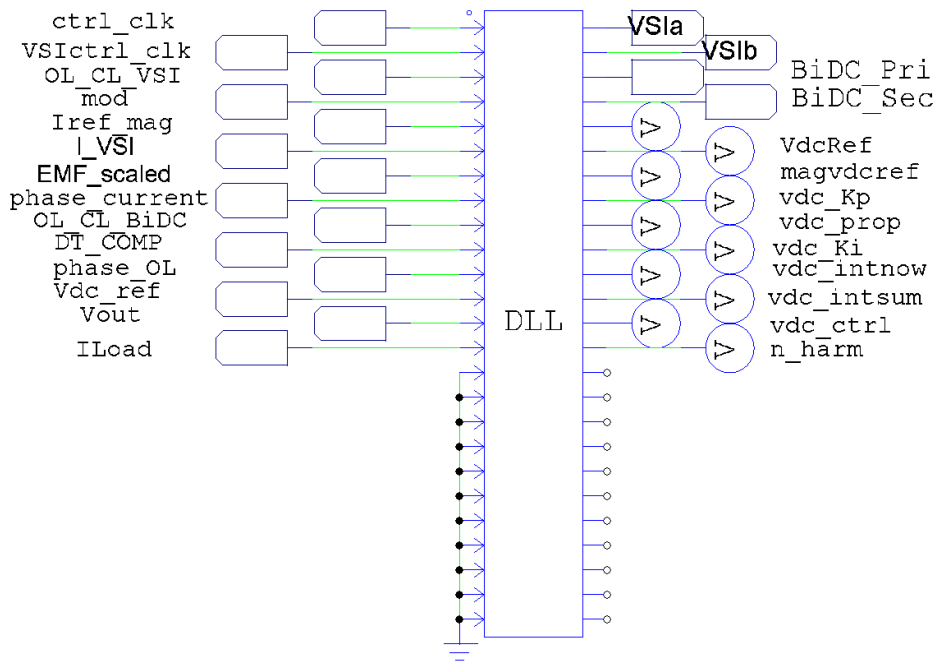 ctrl_clk
VSIctrl_clk
OL_CL_VSI
mod
Iref_mag
I_VSI
EMF_scaled
phase_current
OL_CL_BiDC
DT_COMP
phase_OL
Vdc_ref
Vout
ILoad
DLL
VSIa
VSIb
BiDC_Pri
BiDC_Sec
V
VdcRef
V
magvdcref
V
vdc_Kp
V
vdc_prop
V
vdc_Ki
V
vdc_intnow
V
vdc_intsum
V
vdc_ctrl
V
n_harm
V
V